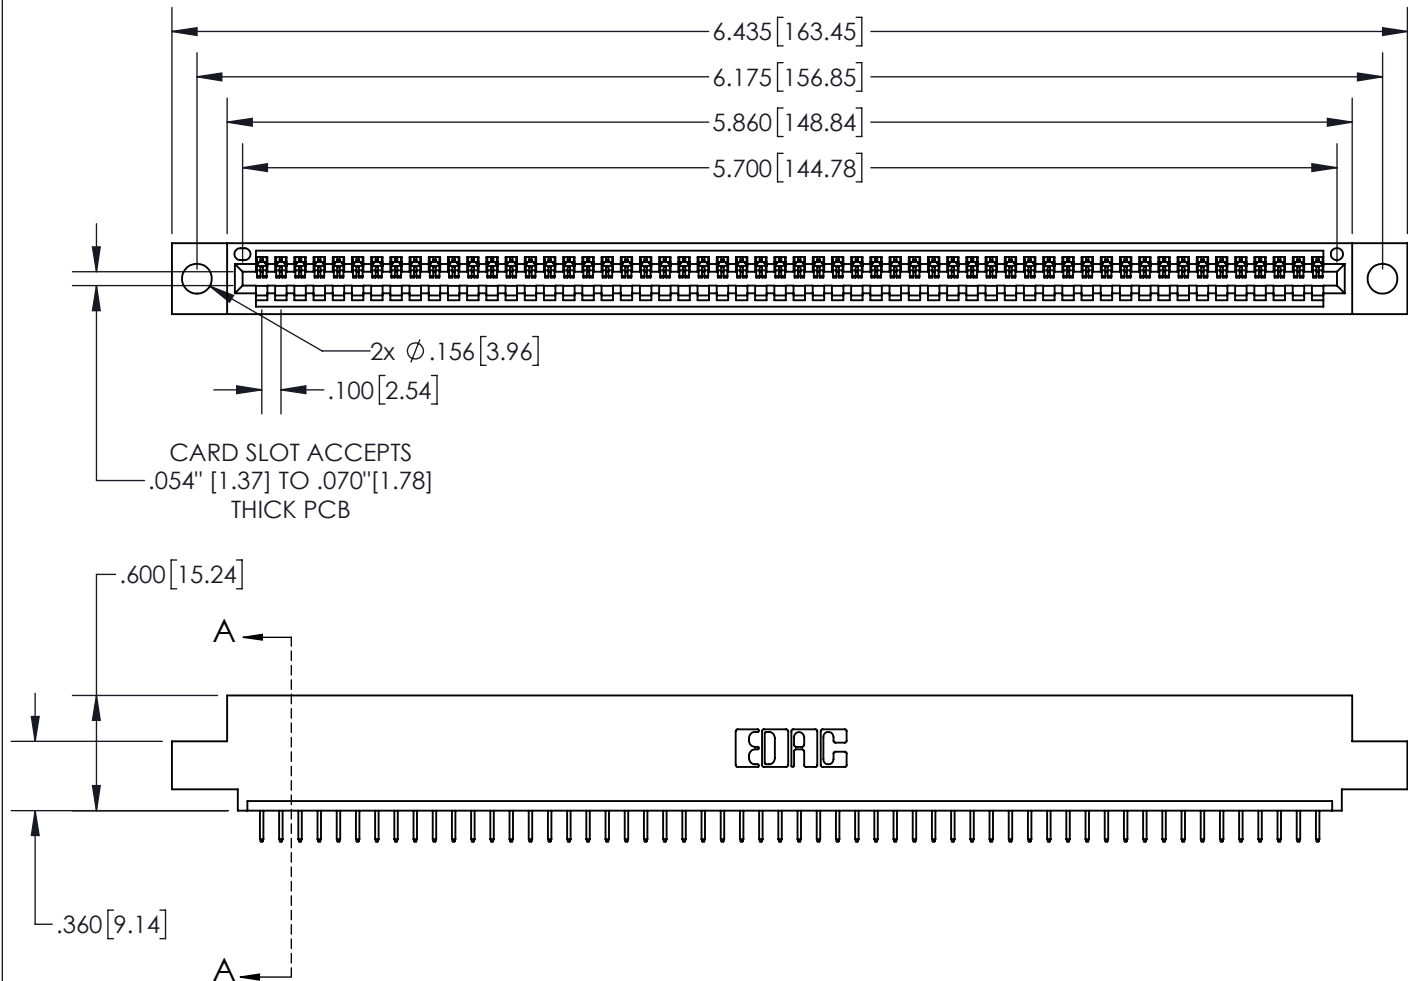 6.435[163.45]
6.175[156.85]
5.860[148.84]
5.700[144.78]
2x Ø.156[3.96]
.100[2.54]
CARD SLOT ACCEPTS
.054" [1.37] TO .070"[1.78]
THICK PCB
.600[15.24]
A
EDAC
.360[9.14]
A